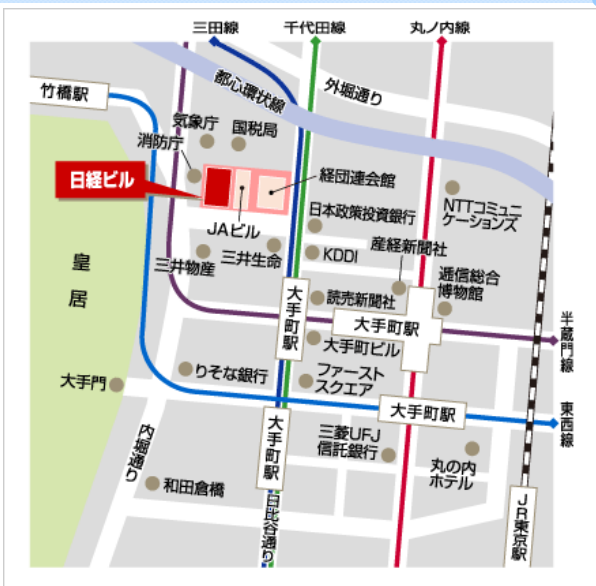 三田線
千代田線
丸ノ内線
竹橋駅
都心環状線
外堀通り
気象庁
国税局
消防庁
日経ビル
経団連会館
JAビル
日本政策投資銀行
NTTコミュニ
ケーションズ
三井物産
三井生命
KDDI
産経新聞社
逓信総合
博物館
皇居
大手町駅
読売新聞社
大手町駅
半蔵門線
大手町ビル
りそな銀行
ファースト
スクエア
大手門
大手町駅
東西線
内堀通り
大手町駅
三菱UFJ
信託銀行
丸の内
ホテル
和田倉橋
日比谷通り
JR東京駅